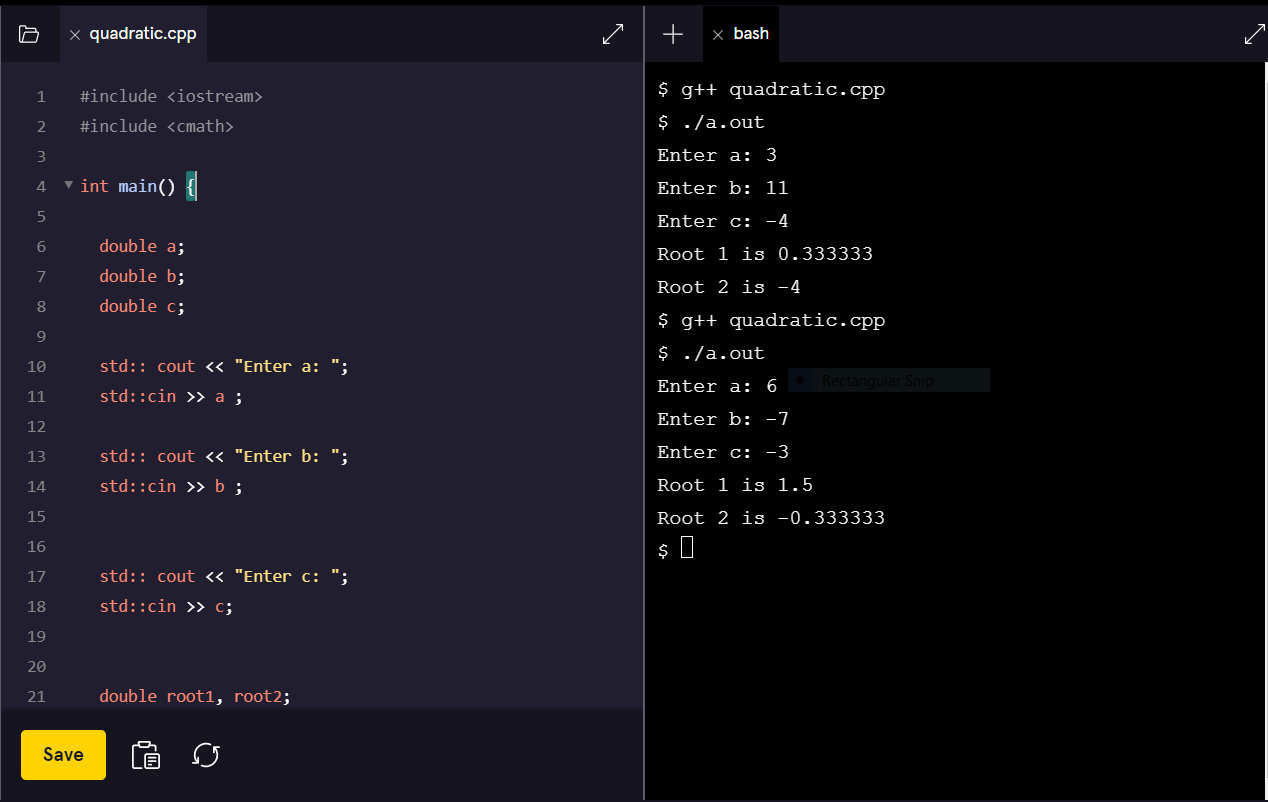 quadratic.cpp
1 #include <iostream>
2 #include <cmath>
3
4 int main() {
5
6 double a;
7 double b;
8 double c;
9
10 std:: cout << "Enter a: ";
11 std::cin >> a ;
12
13 std:: cout << "Enter b: ";
14 std::cin >> b ;
15
16
17 std:: cout << "Enter c: ";
18 std::cin >> c;
19
20
21 double root1, root2;
Save
bash
$ g++ quadratic.cpp
$ ./a.out
Enter a: 3
Enter b: 11
Enter c: -4
Root 1 is 0.333333
Root 2 is -4
$ g++ quadratic.cpp
$ ./a.out
Enter a: 6
Rectangular Snip
Enter b: -7
Enter c: -3
Root 1 is 1.5
Root 2 is -0.333333
$